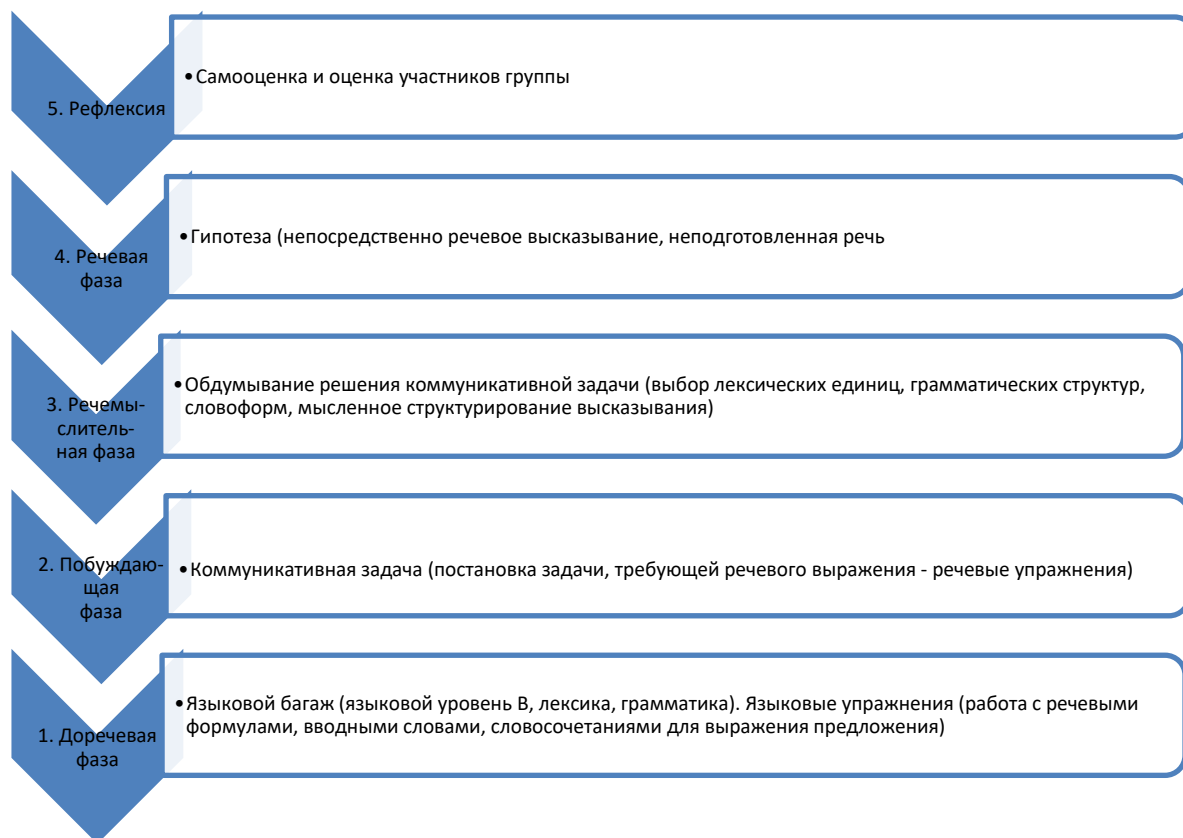 5. Рефлексия
•Самооценка и оценка участников группы
4. Речевая
фаза
•Гипотеза (непосредственно речевое высказывание, неподготовленная речь
3. Речемы-
слитель-
ная фаза
•Обдумывание решения коммуникативной задачи (выбор лексических единиц, грамматических структур,
словоформ, мысленное структурирование высказывания)
2. Побуждаю-
щая
фаза
•Коммуникативная задача (постановка задачи, требующей речевого выражения - речевые упражнения)
1. Доречевая
фаза
•Языковой багаж (языковой уровень В, лексика, грамматика). Языковые упражнения (работа с речевыми
формулами, вводными словами, словосочетаниями для выражения предложения)